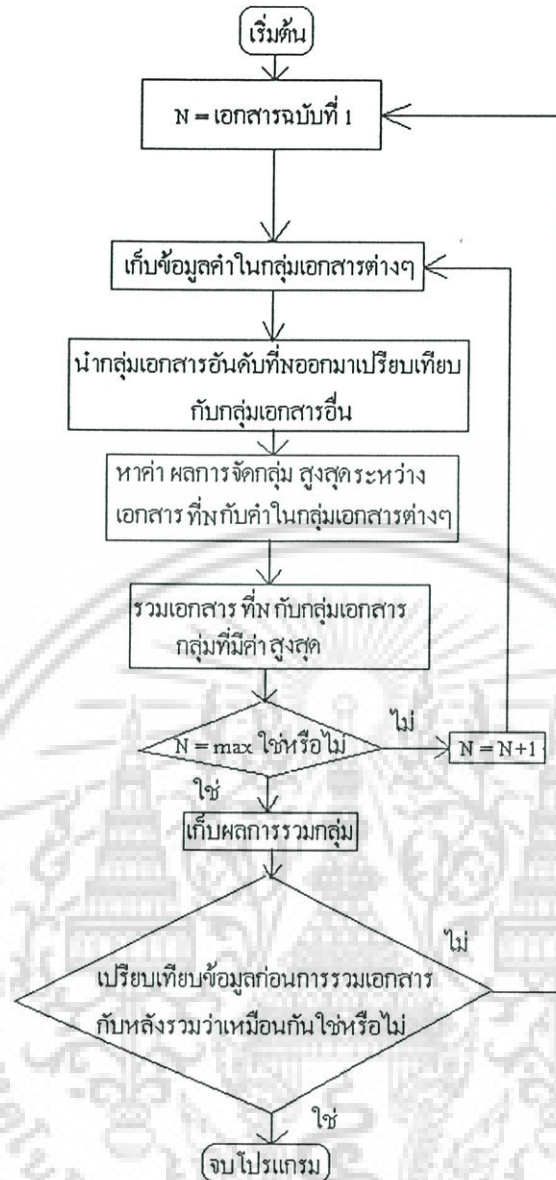 เริ่มต้น
N = เอกสารฉบับที่ 1
เก็บข้อมูลคำในกลุ่มเอกสารต่างๆ
นำกลุ่มเอกสารอันดับที่Nออกมาเปรียบเทียบ
กับกลุ่มเอกสารอื่น
หาค่า ผลการจัดกลุ่ม สูงสุดระหว่าง
เอกสาร ที่N กับคำในกลุ่มเอกสารต่างๆ
รวมเอกสาร ที่N กับกลุ่มเอกสาร
กลุ่มที่มีค่า สูงสุด
N = max ใช่หรือไม่
ไม่
N = N+1
ใช่
เก็บผลการรวมกลุ่ม
ไม่
เปรียบเทียบข้อมูลก่อนการรวมเอกสาร
กับหลังรวมว่าเหมือนกันใช่หรือไม่
ใช่
จบโปรแกรม